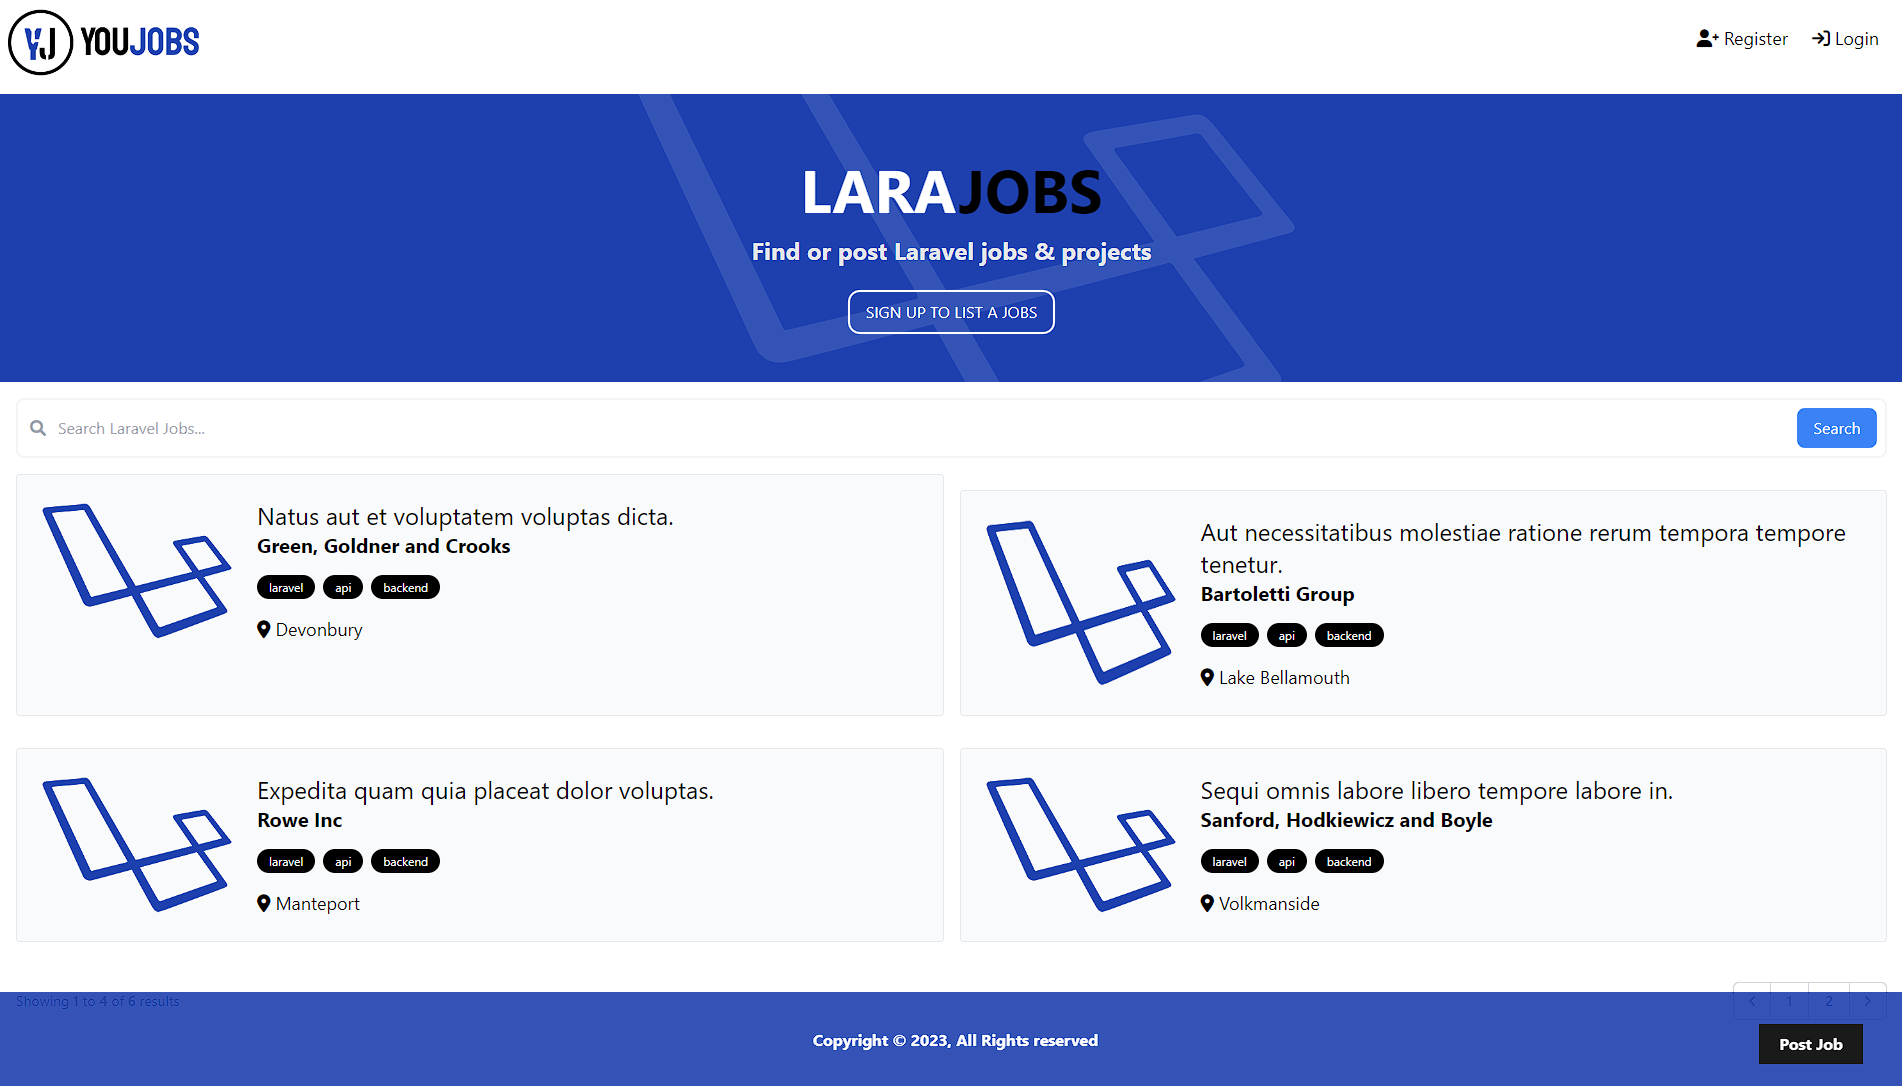 YJ YOUJOBS
Register
Login
LARAJOBS
Find or post Laravel jobs & projects
SIGN UP TO LIST A JOBS
Search Laravel Jobs...
Search
Natus aut et voluptatem voluptas dicta.
Green, Goldner and Crooks
laravel api backend
Devonbury
Aut necessitatibus molestiae ratione rerum tempora tempore
tenetur.
Bartoletti Group
laravel api backend
Lake Bellamouth
Expedita quam quia placeat dolor voluptas.
Rowe Inc
laravel api backend
Manteport
Sequi omnis labore libero tempore labore in.
Sanford, Hodkiewicz and Boyle
laravel api backend
Volkmanside
Showing 1 to 4 of 6 results
1 2
Copyright © 2023, All Rights reserved
Post Job